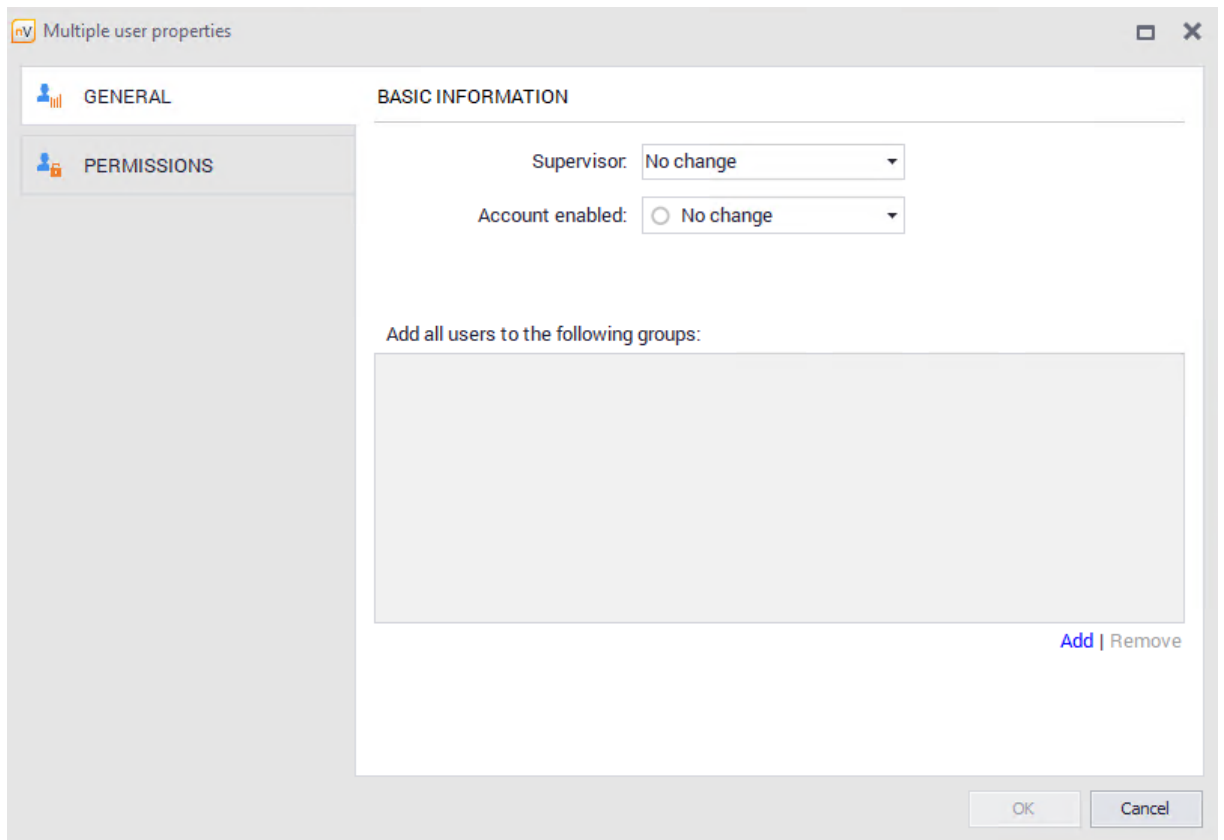 nV Multiple user properties
GENERAL
PERMISSIONS
BASIC INFORMATION
Supervisor: No change
Account enabled: No change
Add all users to the following groups:
Add | Remove
OK Cancel